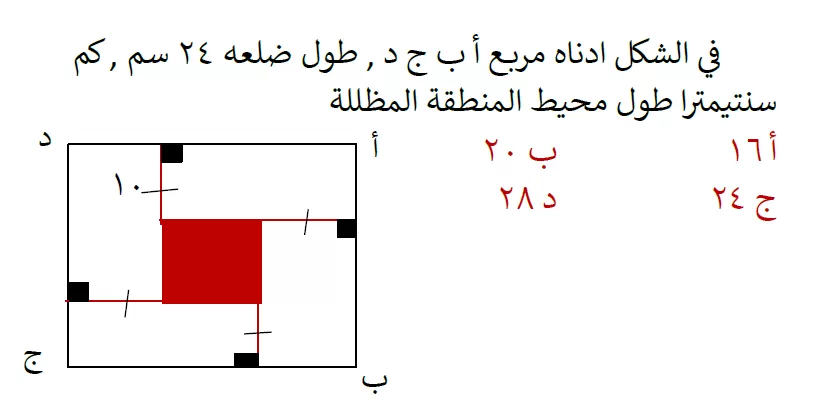 في الشكل ادناه مربع أ ب ج د , طول ضلعه ٢٤ سم , كم
سنتيمترا طول محيط المنطقة المظللة
أ ١٦ ب ٢٠
ج ٢٤ د ٢٨
أ د
١٠
ب ج